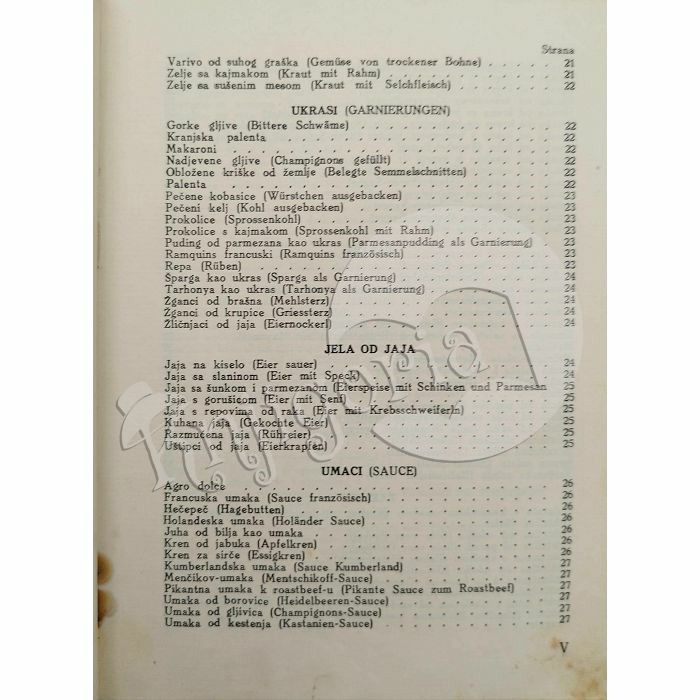 Strana
Varivo od suhog graška (Gemüse von trockener Bohne) . . . . . 21
Zelje sa kajmakom (Kraut mit Rahm) . . . . . 21
Zelje sa sušenim mesom (Kraut mit Selchfleisch) . . . . . 22
UKRASI (GARNIERUNGEN)
Gorke gljive (Bittere Schwäme) . . . . . 22
Kranjska palenta . . . . . 22
Makaroni . . . . . 22
Nadjevene gljive (Champignons gefüllt) . . . . . 22
Obložene kriške od žemlje (Belegte Semmelschnitten) . . . . . 22
Palenta . . . . . 22
Pečene kobasice (Würstchen ausgebacken) . . . . . 23
Pečeni kelj (Kohl ausgebacken) . . . . . 23
Prokolice (Sprossenkohl) . . . . . 23
Prokolice s kajmakom (Sprossenkohl mit Rahm) . . . . . 23
Puding od parmezana kao ukras (Parmesanpudding als Garnierung) 23
Ramquins francuski (Ramquins französisch) . . . . . 23
Repa (Rüben) . . . . . 23
Šparga kao ukras (Šparga als Garnierung) . . . . . 24
Tarhonya kao ukras (Tarhonya als Garnierung) . . . . . 24
Žganci od brašna (Mehlsterz) . . . . . 24
Žganci od krupice (Griessterz) . . . . . 24
Žličnjaci od jaja (Eiernockerl) . . . . . 24
JELA OD JAJA
Jaja na kiselo (Eier sauer) . . . . . 24
Jaja sa slaninom (Eier mit Speck) . . . . . 24
Jaja sa šunkom i parmezanom (Eierspeise mit Schinken und Parmesan 25
Jaja s gorušicom (Eier mit Senf) . . . . . 25
Jaja s repovima od raka (Eier mit Krebsschweiferln) . . . . . 25
Kuhana jaja (Gekochte Eier) . . . . . 25
Razmućena jaja (Rühreier) . . . . . 25
Uštipci od jaja (Eierkrapfen) . . . . . 25
UMACI (SAUCE)
Agro dolce . . . . . 26
Francuska umaka (Sauce französisch) . . . . . 26
Hečepeč (Hagebutten) . . . . . 26
Holandeska umaka (Holänder Sauce) . . . . . 26
Juha od bilja kao umaka . . . . . 26
Kren od jabuka (Apfelkren) . . . . . 26
Kren za sirče (Essigkren) . . . . . 26
Kumberlandska umaka (Sauce Kumberland) . . . . . 27
Menčikov-umaka (Mentschikoff-Sauce) . . . . . 27
Pikantna umaka k roastbeef-u (Pikante Sauce zum Roastbeef) . . . 27
Umaka od borovice (Heidelbeeren-Sauce) . . . . . 27
Umaka od gljivica (Champignons-Sauce) . . . . . 27
Umaka od kestenja (Kastanien-Sauce) . . . . . 27
V